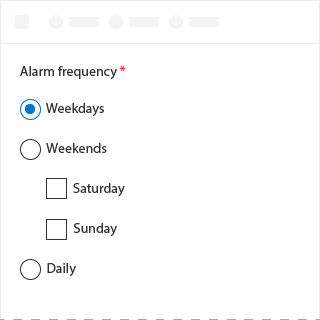 Alarm frequency *
Weekdays
Weekends
Saturday
Sunday
Daily